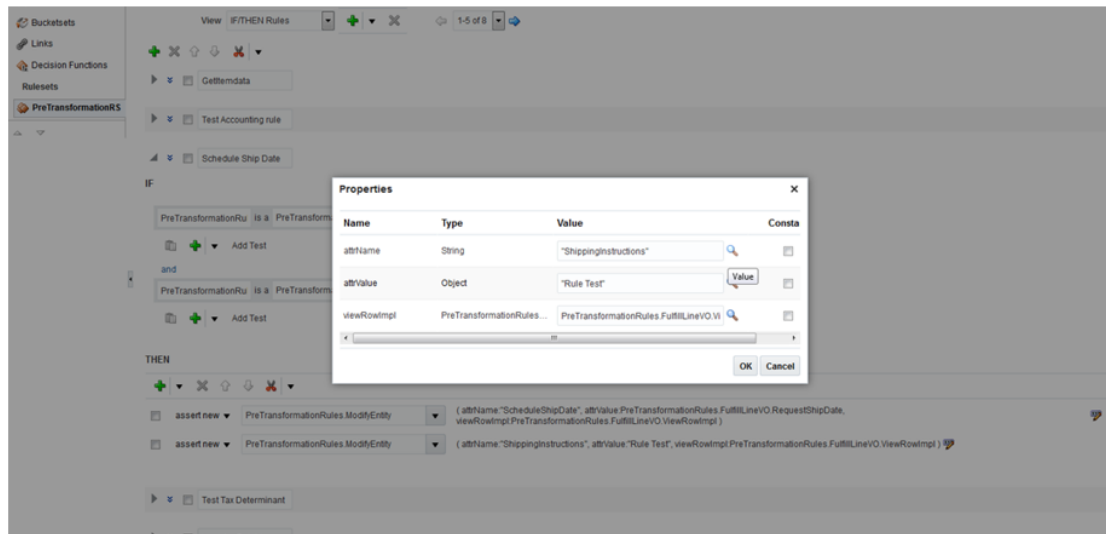 Bucketsets
Links
Decision Functions
Rulesets
PreTransformationRS
View IF/THEN Rules
1-5 of 8
GetItemdata
Test Accounting rule
Schedule Ship Date
IF
PreTransformationRu is a PreTransform
Add Test
and
PreTransformationRu is a PreTransform
Add Test
Properties
Name Type Value Consta
attrName String "ShippingInstructions"
Value
attrValue Object "Rule Test"
viewRowImpl PreTransformationRules... PreTransformationRules.FulfillLineVO.Vi
OK Cancel
THEN
assert new PreTransformationRules.ModifyEntity ( attrName:"ScheduleShipDate", attrValue:PreTransformationRules.FulfillLineVO.RequestShipDate,
viewRowImpl:PreTransformationRules.FulfillLineVO.ViewRowImpl )
assert new PreTransformationRules.ModifyEntity ( attrName:"ShippingInstructions", attrValue:"Rule Test", viewRowImpl:PreTransformationRules.FulfillLineVO.ViewRowImpl )
Test Tax Determinant